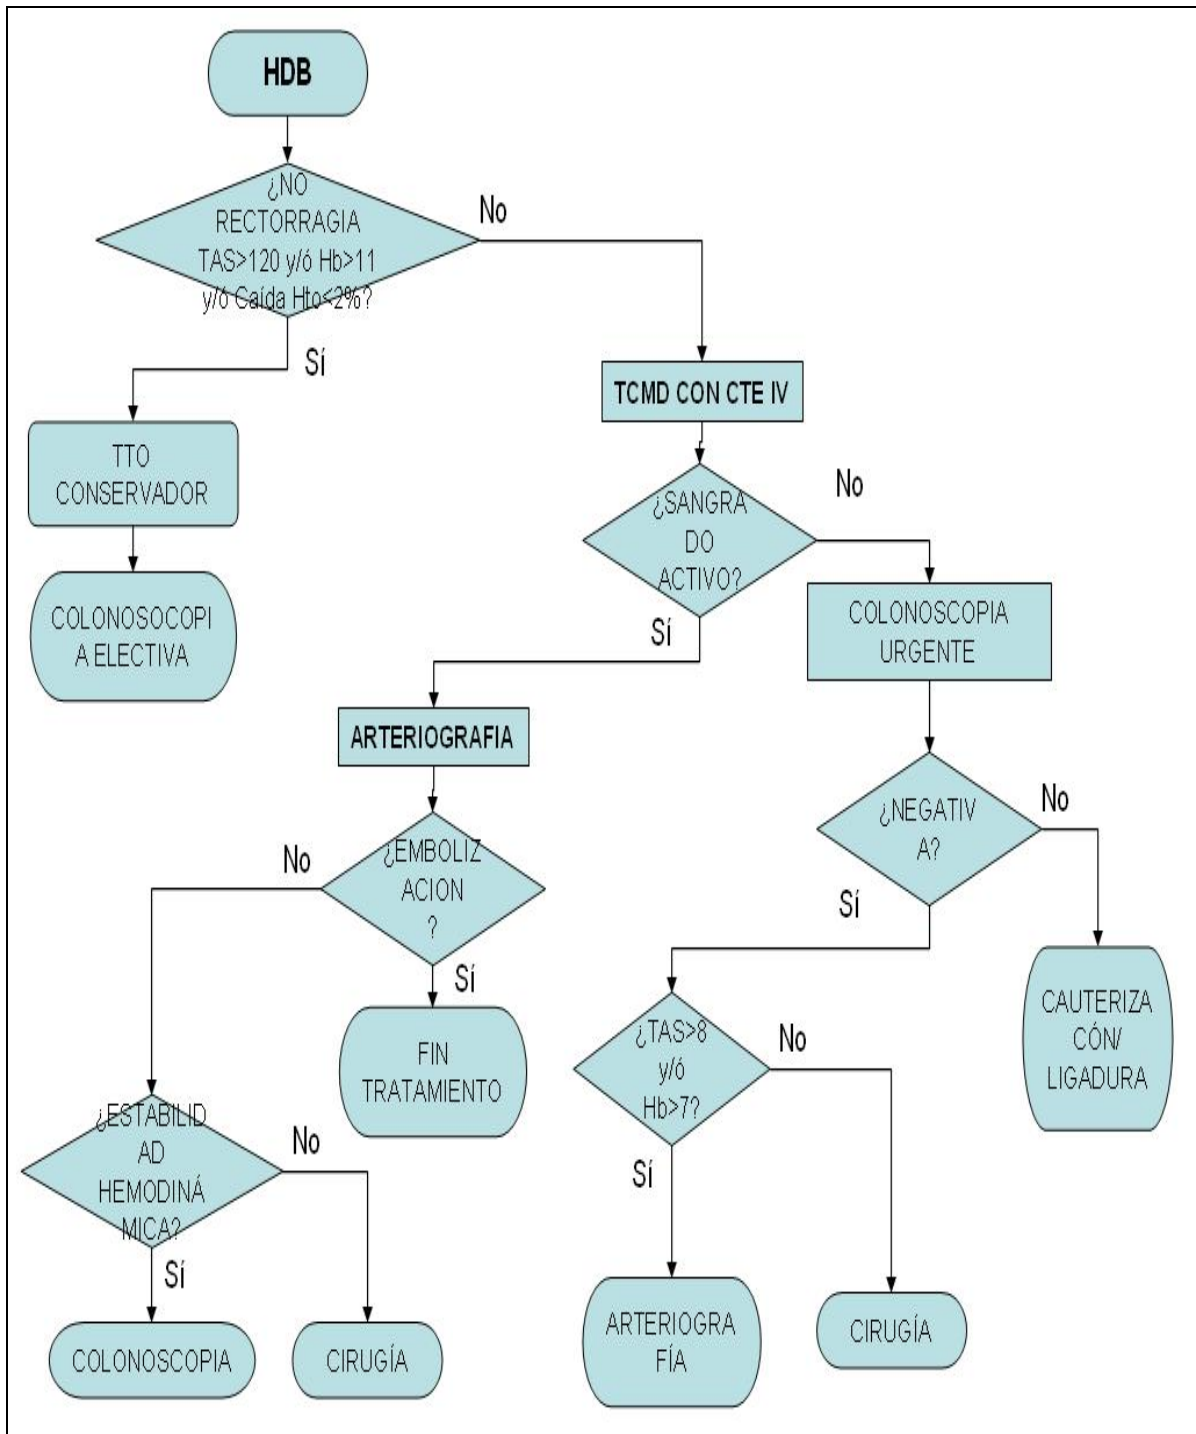 HDB
¿NO
RECTORRAGIA
TAS>120 y/ó Hb>11
y/ó Caída Hto<2%?
No
Sí
TCMD CON CTE IV
TTO
CONSERVADOR
¿SANGRA
DO
ACTIVO?
No
Sí
COLONOSOCOPI
A ELECTIVA
COLONOSCOPIA
URGENTE
ARTERIOGRAFIA
¿NEGATIV
A?
No
Sí
¿EMBOLIZ
ACION
?
No
Sí
CAUTERIZA
CÓN/
LIGADURA
FIN
TRATAMIENTO
¿TAS>8
y/ó
Hb>7?
No
Sí
¿ESTABILID
AD
HEMODINÁ
MICA?
No
Sí
COLONOSCOPIA
CIRUGÍA
ARTERIOGRA
FÍA
CIRUGÍA